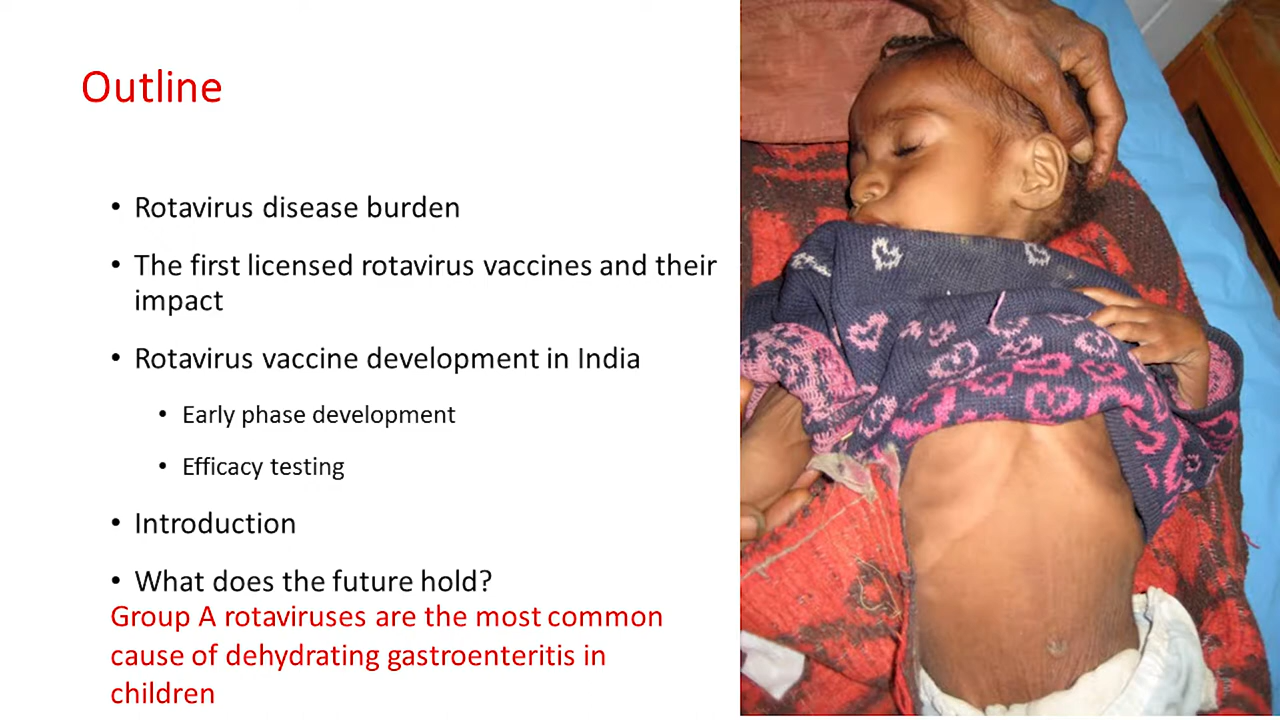 Outline
• Rotavirus disease burden
• The first licensed rotavirus vaccines and their
impact
• Rotavirus vaccine development in India
• Early phase development
• Efficacy testing
• Introduction
• What does the future hold?
Group A rotaviruses are the most common
cause of dehydrating gastroenteritis in
children